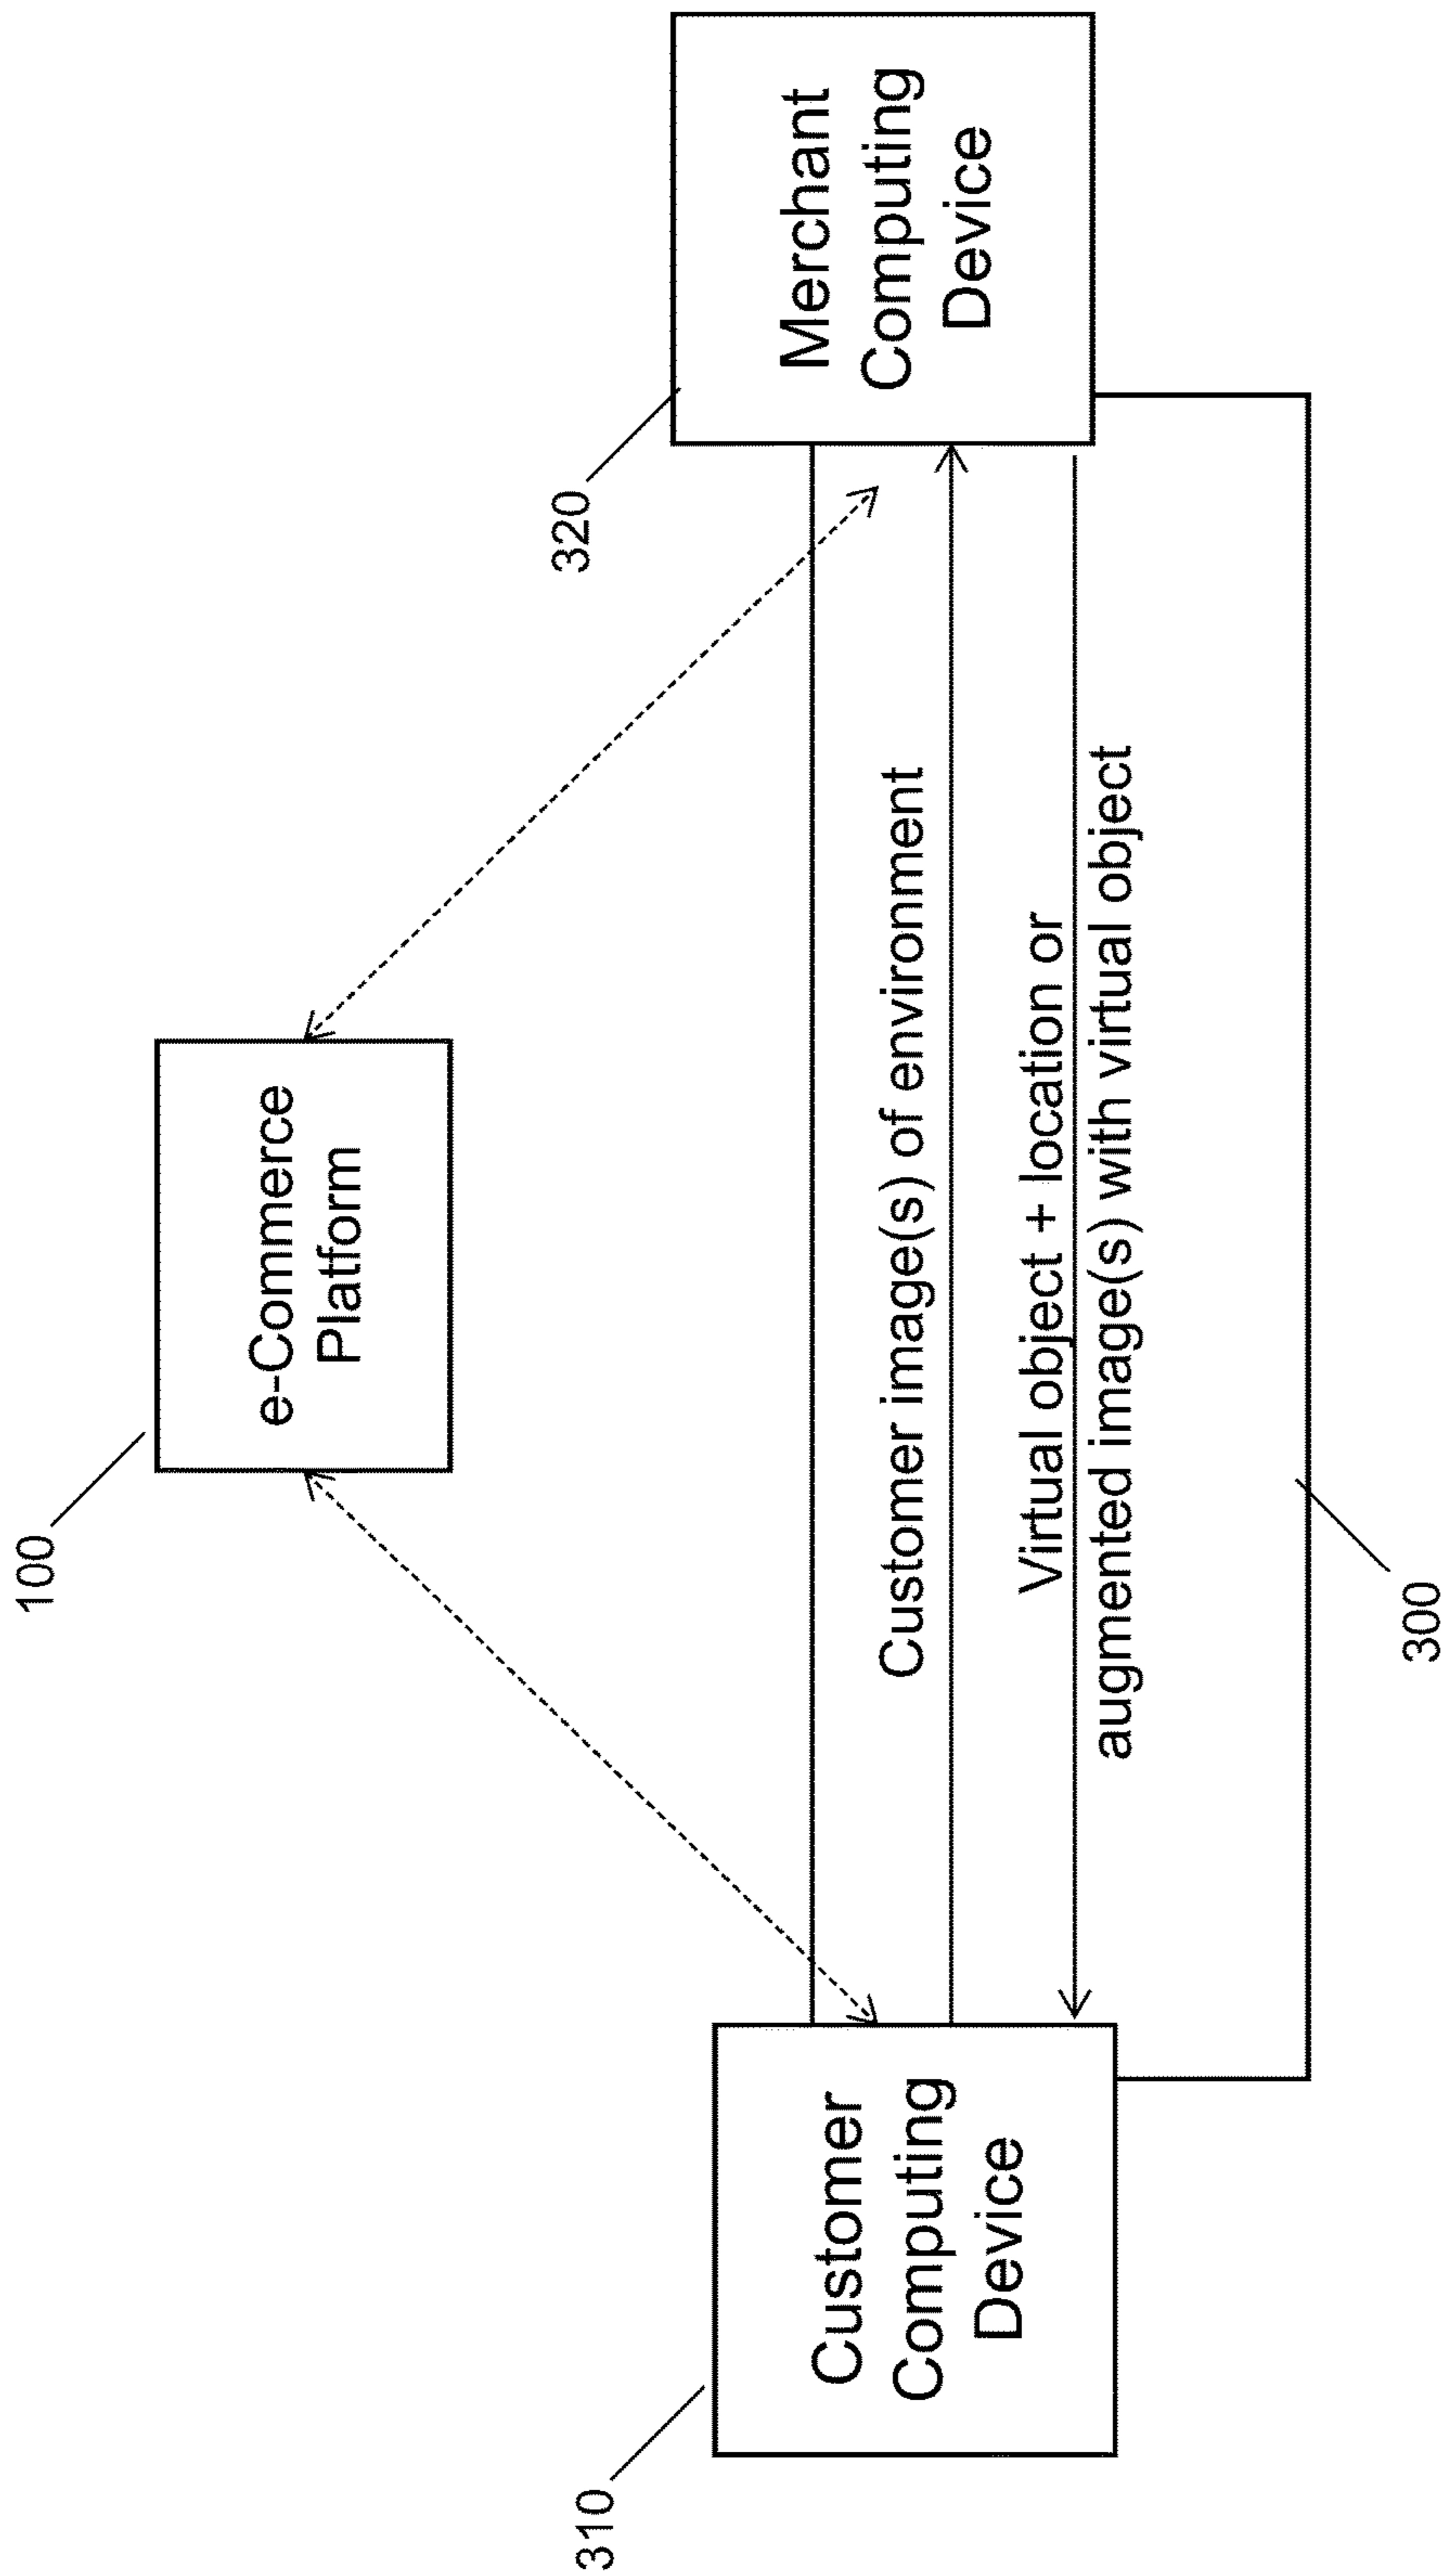 100
e-Commerce
Platform
310
Customer
Computing
Device
320
Merchant
Computing
Device
Customer image(s) of environment
Virtual object + location or
augmented image(s) with virtual object
300